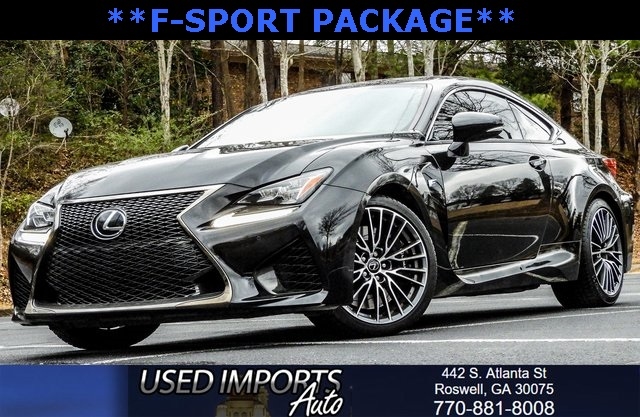 **F-SPORT PACKAGE**
USED IMPORTS
Auto
442 S. Atlanta St
Roswell, GA 30075
770-881-8008